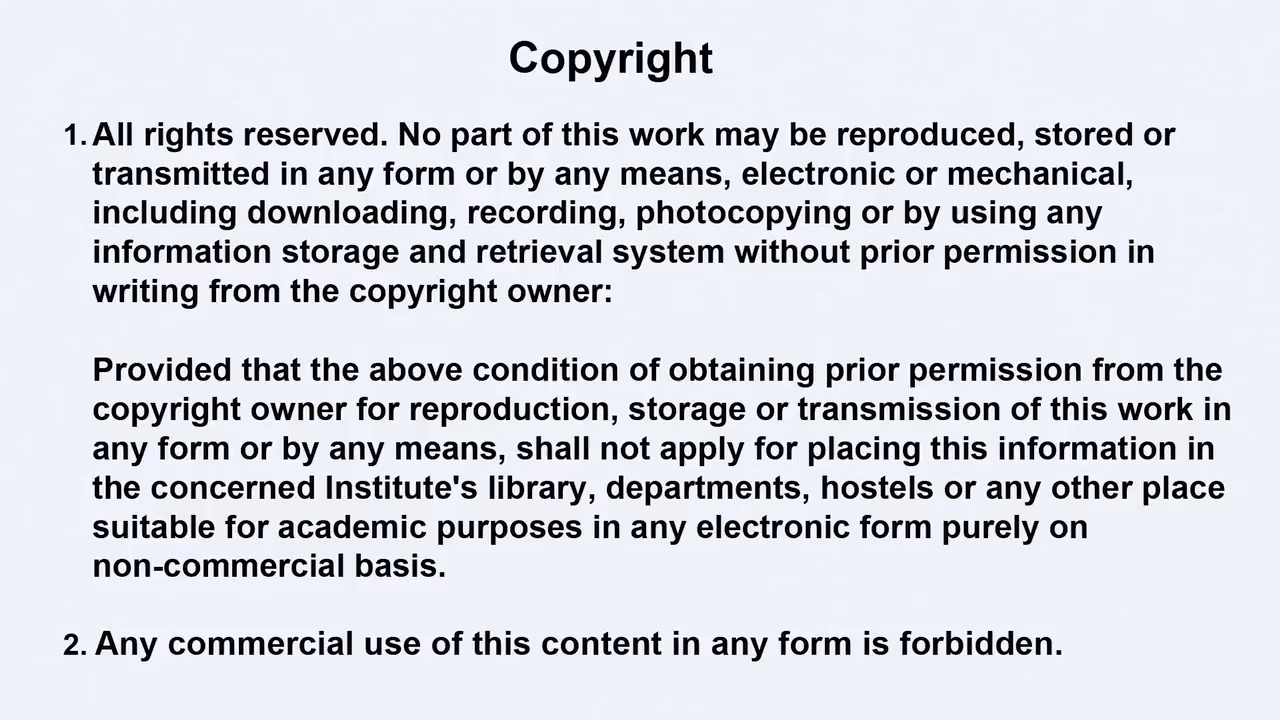 Copyright
1. All rights reserved. No part of this work may be reproduced, stored or
transmitted in any form or by any means, electronic or mechanical,
including downloading, recording, photocopying or by using any
information storage and retrieval system without prior permission in
writing from the copyright owner:
Provided that the above condition of obtaining prior permission from the
copyright owner for reproduction, storage or transmission of this work in
any form or by any means, shall not apply for placing this information in
the concerned Institute's library, departments, hostels or any other place
suitable for academic purposes in any electronic form purely on
non-commercial basis.
2. Any commercial use of this content in any form is forbidden.